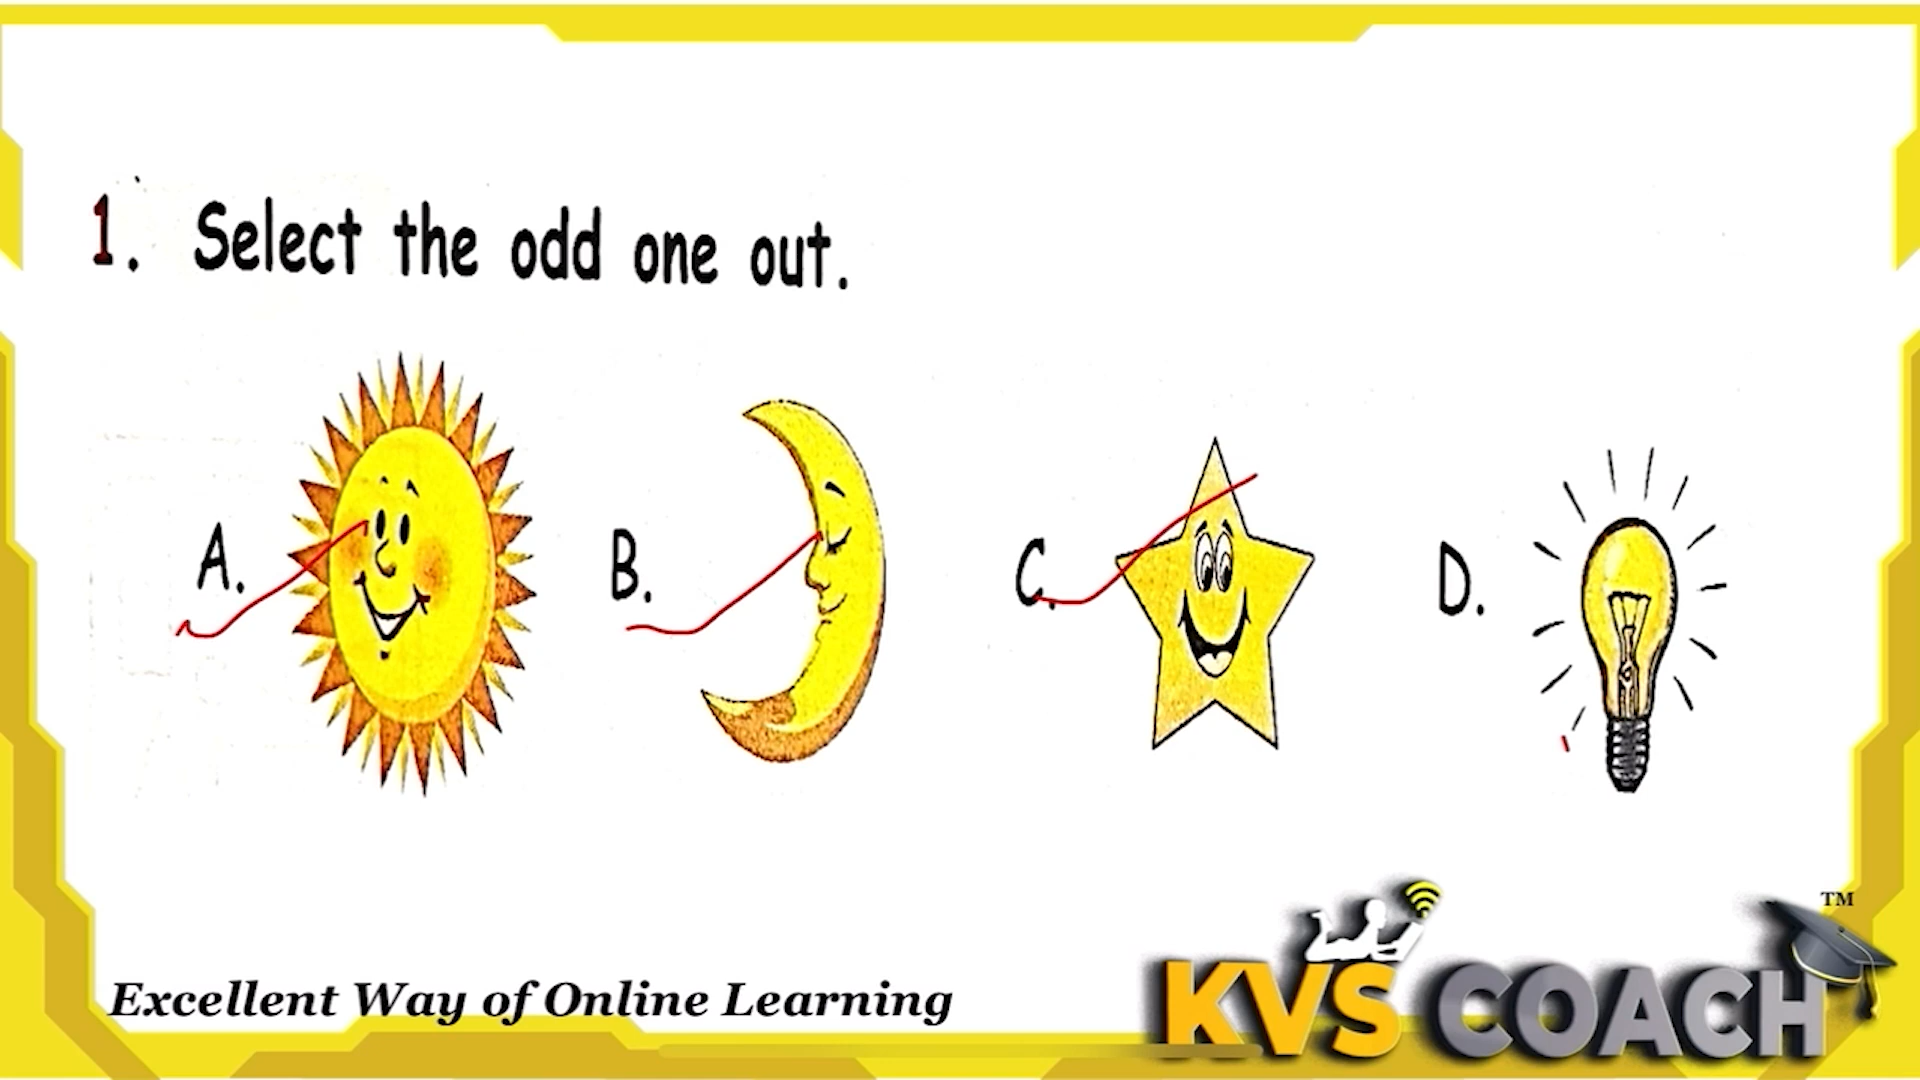 1. Select the odd one out.
A.
B.
C.
D.
TM
KVS COACH
Excellent Way of Online Learning